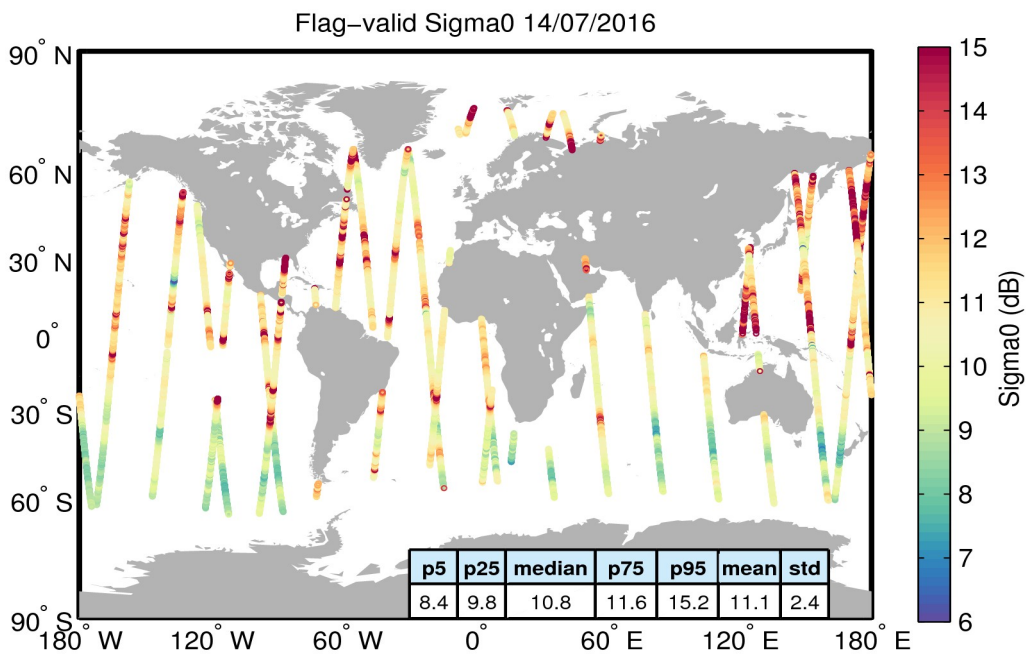 Flag−valid Sigma0 14/07/2016
90° N
60° N
30° N
0°
30° S
60° S
90° S
180° W
120° W
60° W
0°
60° E
120° E
180° E
p5 p25 median p75 p95 mean std
8.4 9.8 10.8 11.6 15.2 11.1 2.4
15
14
13
12
11
10
9
8
7
6
Sigma0 (dB)